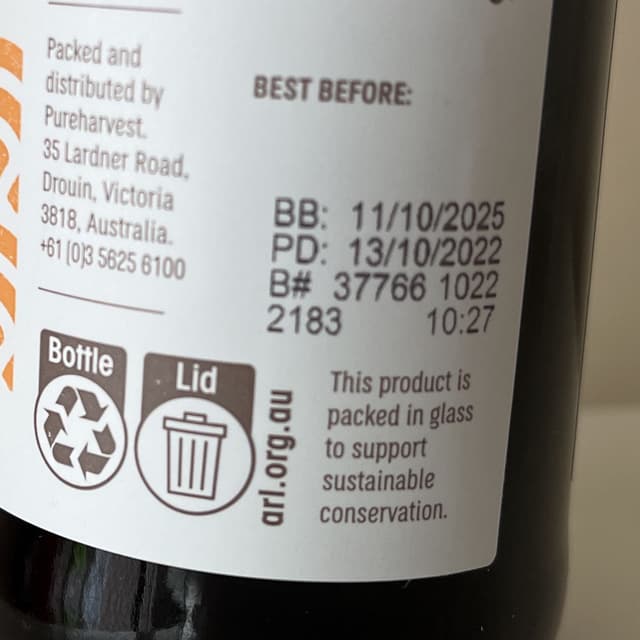 Packed and
distributed by
Pureharvest.
35 Lardner Road,
Drouin, Victoria
3818, Australia.
+61 (0)3 5625 6100
BEST BEFORE:
BB: 11/10/2025
PD: 13/10/2022
B# 37766 1022
2183 10:27
Bottle
Lid
arl.org.au
This product is
packed in glass
to support
sustainable
conservation.